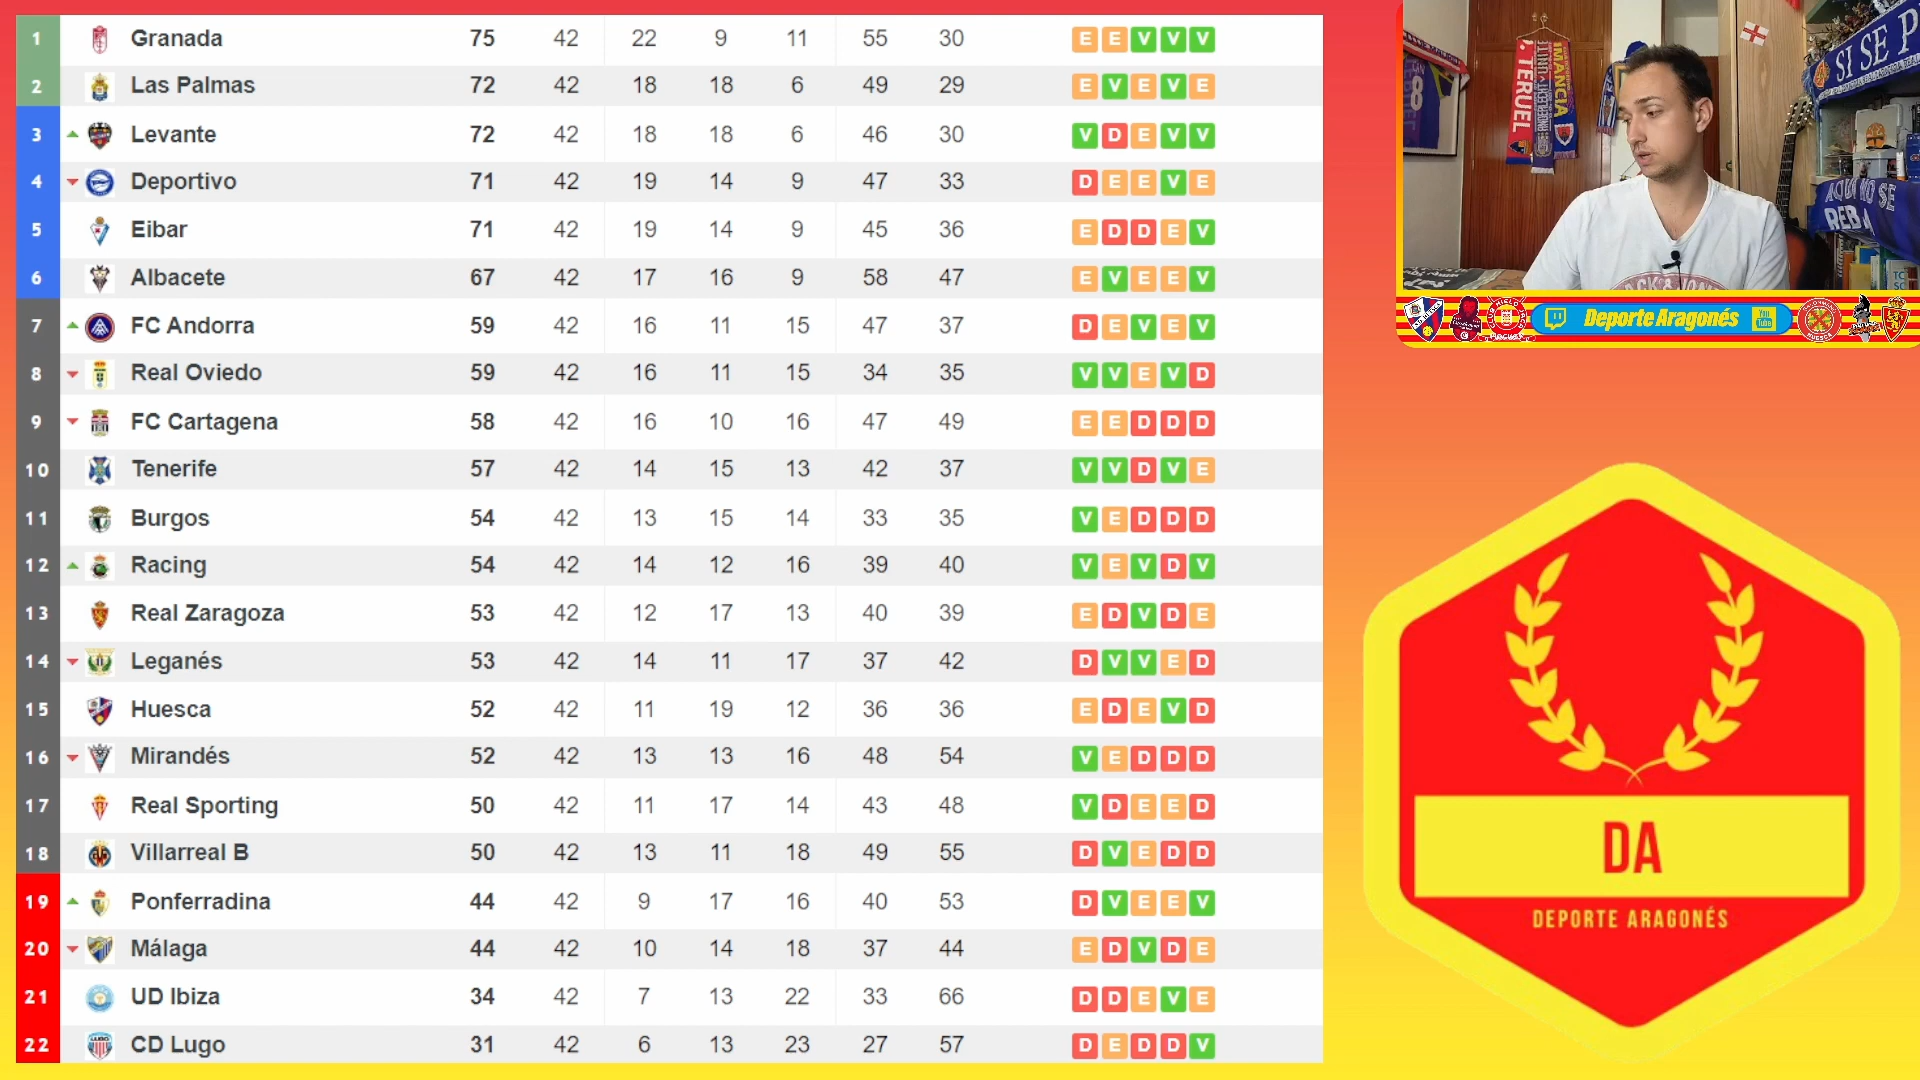 1 Granada 75 42 22 9 11 55 30 E E V V V
2 Las Palmas 72 42 18 18 6 49 29 E V E V E
3 Levante 72 42 18 18 6 46 30 V D E V V
4 Deportivo 71 42 19 14 9 47 33 D E E V E
5 Eibar 71 42 19 14 9 45 36 E D D E V
6 Albacete 67 42 17 16 9 58 47 E V E E V
7 FC Andorra 59 42 16 11 15 47 37 D E V E V
8 Real Oviedo 59 42 16 11 15 34 35 V V E V D
9 FC Cartagena 58 42 16 10 16 47 49 E E D D D
10 Tenerife 57 42 14 15 13 42 37 V V D V E
11 Burgos 54 42 13 15 14 33 35 V E D D D
12 Racing 54 42 14 12 16 39 40 V E V D V
13 Real Zaragoza 53 42 12 17 13 40 39 E D V D E
14 Leganés 53 42 14 11 17 37 42 D V V E D
15 Huesca 52 42 11 19 12 36 36 E D E V D
16 Mirandés 52 42 13 13 16 48 54 V E D D D
17 Real Sporting 50 42 11 17 14 43 48 V D E E D
18 Villarreal B 50 42 13 11 18 49 55 D V E D D
19 Ponferradina 44 42 9 17 16 40 53 D V E E V
20 Málaga 44 42 10 14 18 37 44 E D V D E
21 UD Ibiza 34 42 7 13 22 33 66 D D E V E
22 CD Lugo 31 42 6 13 23 27 57 D E D D V
8
TERUEL
SI SE P
AQUÍ NO SE
REB
Deporte Aragonés
You
Tube
DA
DEPORTE ARAGONÉS